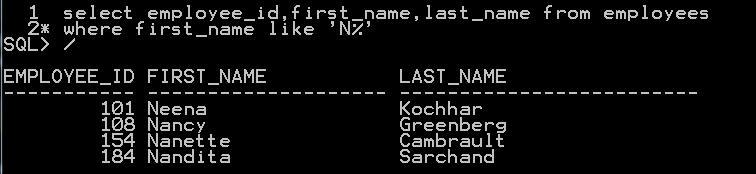 1 select employee_id,first_name,last_name from employees
2* where first_name like 'N%'
SQL> /
EMPLOYEE_ID FIRST_NAME LAST_NAME
----------- -------------------- -------------------------
101 Neena Kochhar
108 Nancy Greenberg
154 Nanette Cambrault
184 Nandita Sarchand